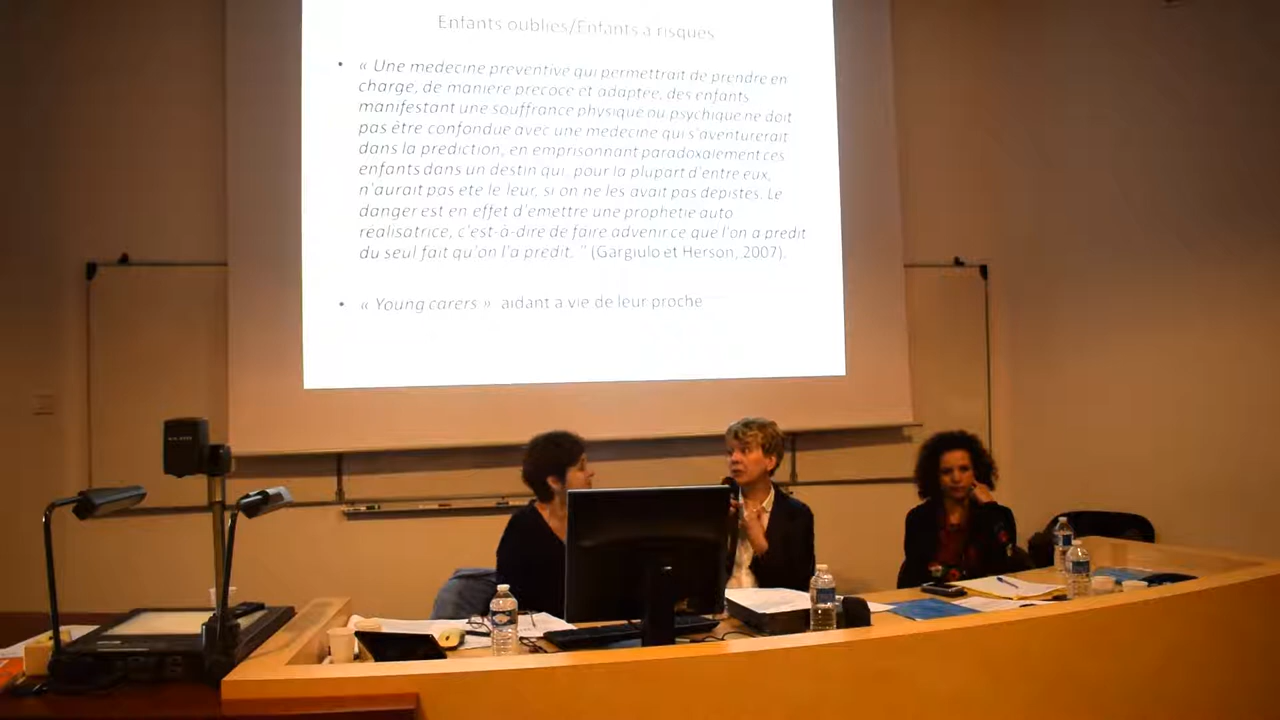 Enfants oublies/Enfants a risques
• « Une medecine preventive qui permettrait de prendre en
charge, de maniere precoce et adaptee, des enfants
manifestant une souffrance physique ou psychique ne doit
pas être confondue avec une medecine qui s'aventurerait
dans la prediction, en emprisonnant paradoxalement ces
enfants dans un destin qui, pour la plupart d'entre eux,
n'aurait pas ete le leur, si on ne les avait pas depistes. Le
danger est en effet d'emettre une prophetie auto
realisatrice, c'est-à-dire de faire advenir ce que l'on a predit
du seul fait qu'on l'a predit. " (Gargiulo et Herson, 2007).
• « Young carers » aidant a vie de leur proche